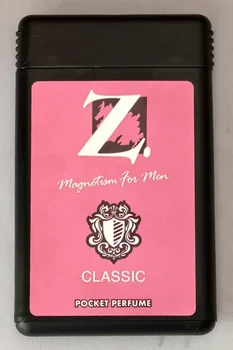 Z.
Magnetism For Men
CLASSIC
POCKET PERFUME